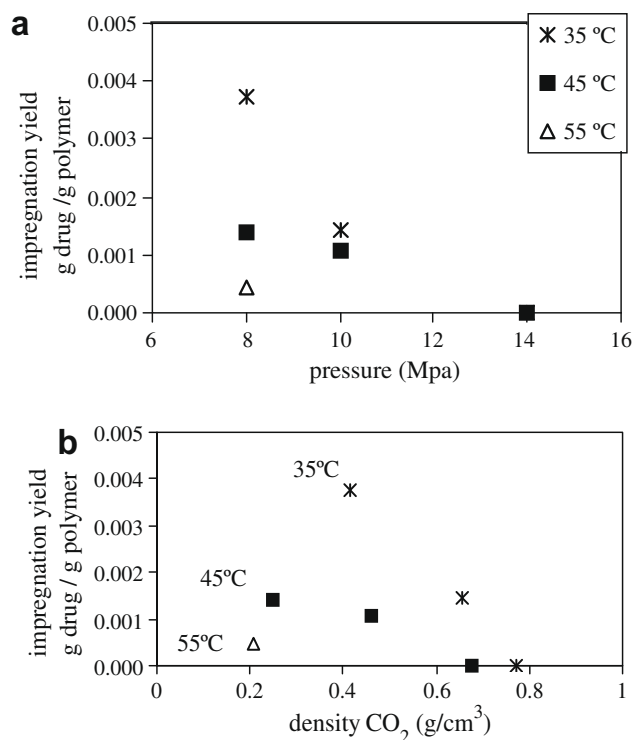 a
0.005
0.004
0.003
0.002
0.001
0.000
impregnation yield
g drug /g polymer
6
8
10
12
14
16
pressure (Mpa)
35 ºC
45 ºC
55 ºC
b
0.005
0.004
0.003
0.002
0.001
0.000
impregnation yield
g drug / g polymer
35ºC
45ºC
55ºC
0
0.2
0.4
0.6
0.8
1
density CO₂ (g/cm³)